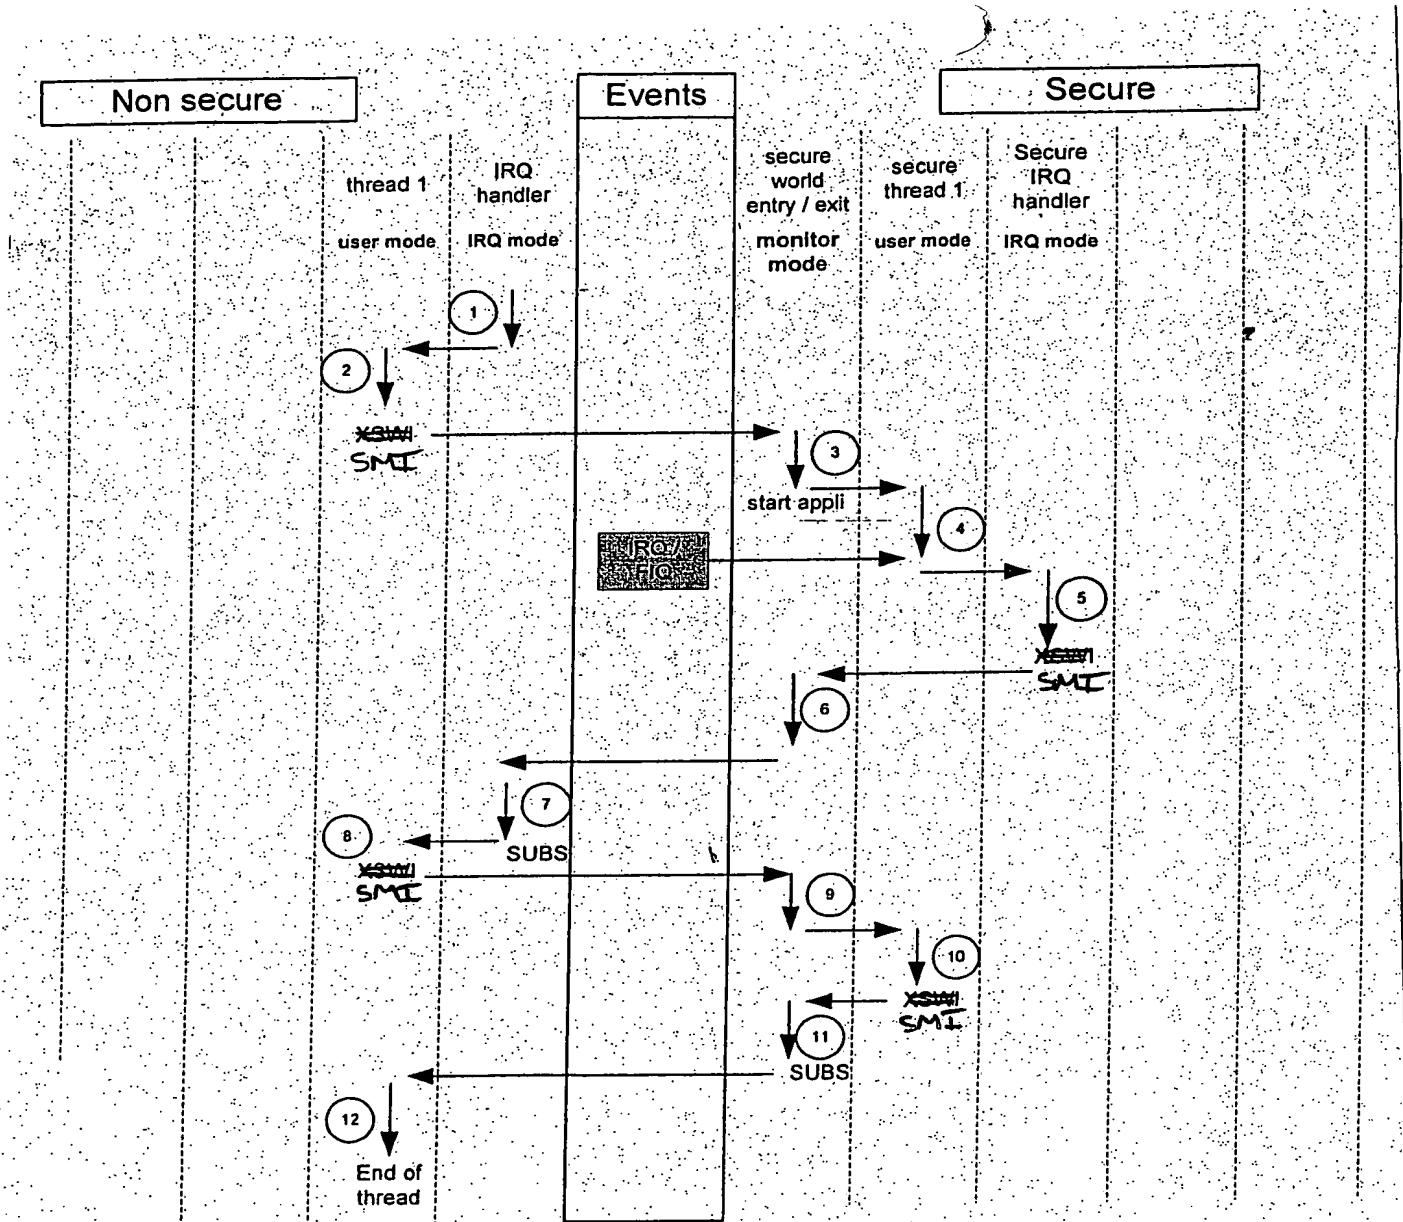 Non secure
Events
Secure
thread 1
user mode
IRQ
handler
IRQ mode
secure
world
entry / exit
monitor
mode
secure
thread 1
user mode
Secure
IRQ
handler
IRQ mode
1
2
XSWI
SMI
3
start appli
4
IRQ /
FIQ
5
XSWI
SMI
6
7
SUBS
8
XSWI
SMI
9
10
XSWI
SMI
11
SUBS
12
End of
thread